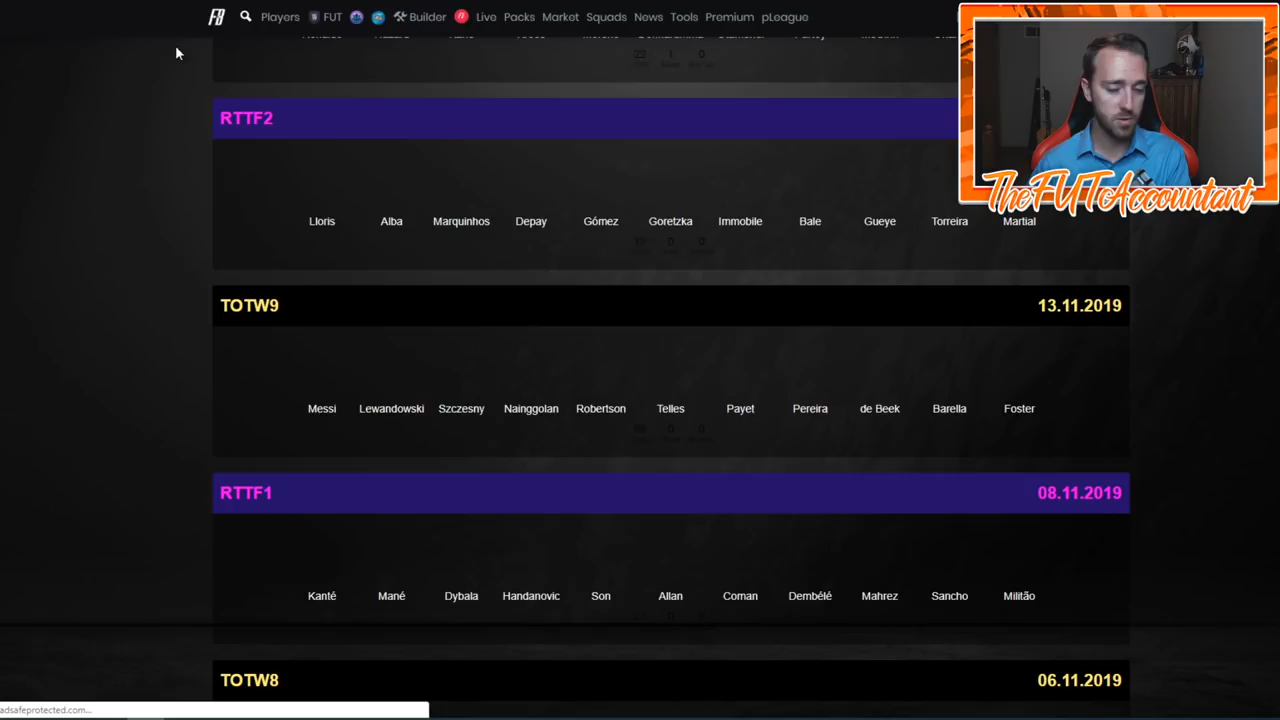 F8 Players FUT Builder Live Packs Market Squads News Tools Premium pLeague
RTTF2
Lloris Alba Marquinhos Depay Gómez Goretzka Immobile Bale Gueye Torreira Martial
TheFUTAccountant
TOTW9 13.11.2019
Messi Lewandowski Szczesny Nainggolan Robertson Telles Payet Pereira de Beek Barella Foster
RTTF1 08.11.2019
Kanté Mané Dybala Handanovic Son Allan Coman Dembélé Mahrez Sancho Militão
TOTW8 06.11.2019
adsafeprotected.com...